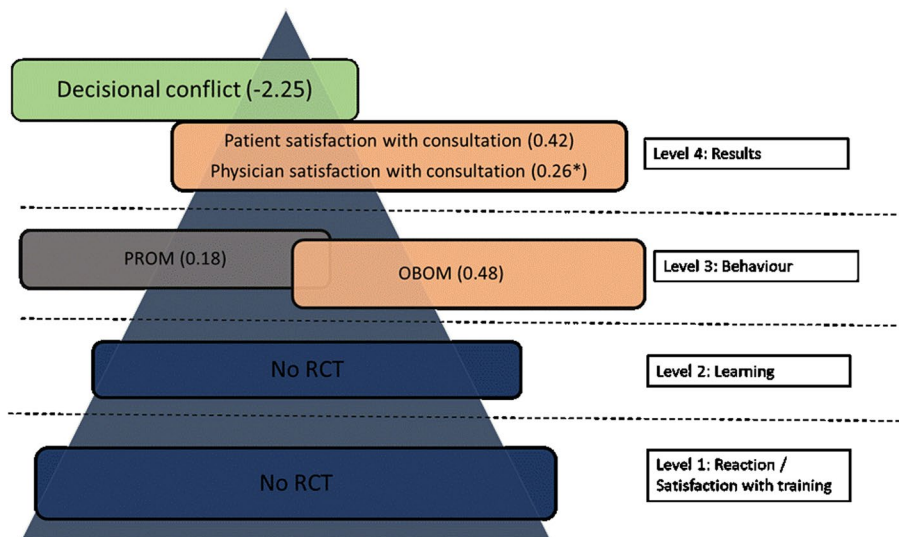 Decisional conflict (-2.25)
Patient satisfaction with consultation (0.42)
Physician satisfaction with consultation (0.26*)
Level 4: Results
PROM (0.18)
OBOM (0.48)
Level 3: Behaviour
No RCT
Level 2: Learning
No RCT
Level 1: Reaction /
Satisfaction with training